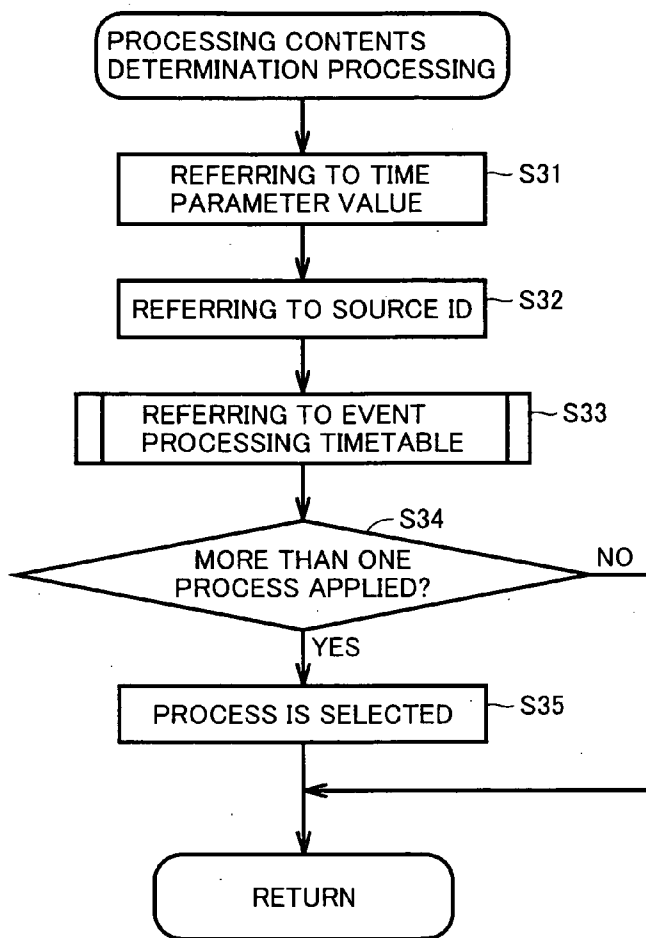 PROCESSING CONTENTS
DETERMINATION PROCESSING
REFERRING TO TIME
PARAMETER VALUE
S31
REFERRING TO SOURCE ID
S32
REFERRING TO EVENT
PROCESSING TIMETABLE
S33
S34
MORE THAN ONE
PROCESS APPLIED?
NO
YES
PROCESS IS SELECTED
S35
RETURN